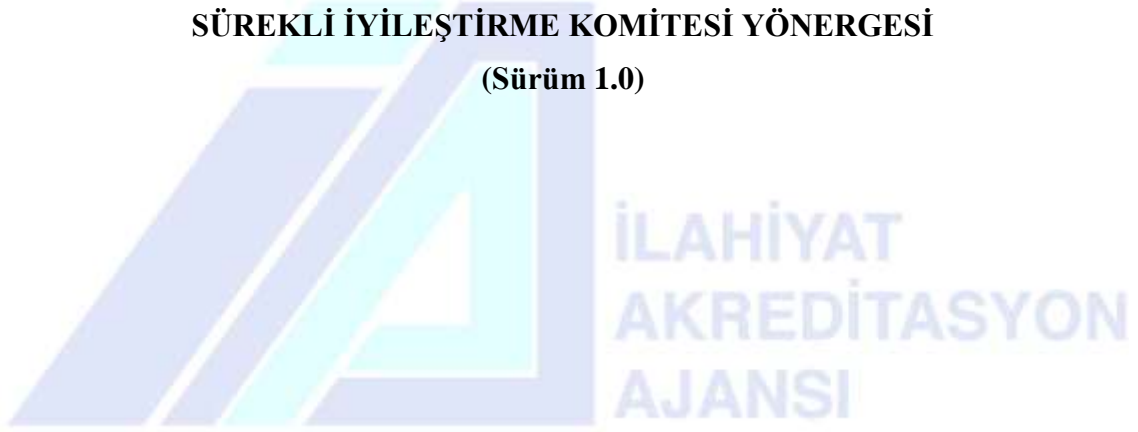 SÜREKLİ İYİLEŞTİRME KOMİTESİ YÖNERGESİ
(Sürüm 1.0)
İLAHİYAT
AKREDİTASYON
AJANSI